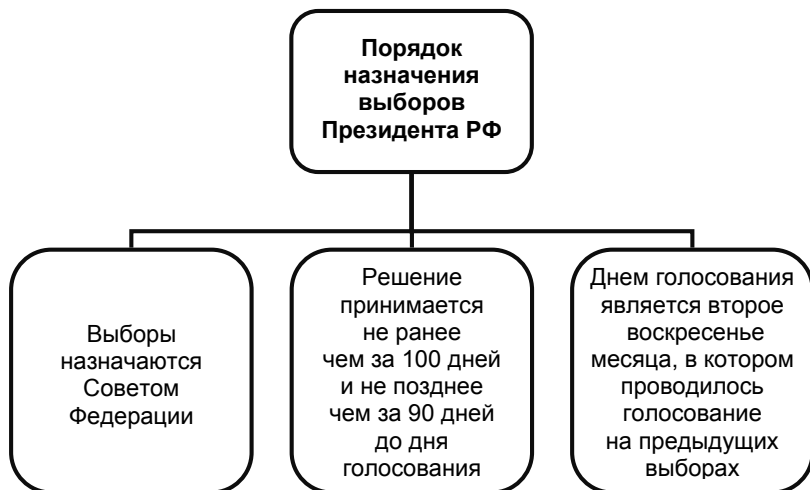 Порядок
назначения
выборов
Президента РФ
Выборы
назначаются
Советом
Федерации
Решение
принимается
не ранее
чем за 100 дней
и не позднее
чем за 90 дней
до дня
голосования
Днем голосования
является второе
воскресенье
месяца, в котором
проводилось
голосование
на предыдущих
выборах